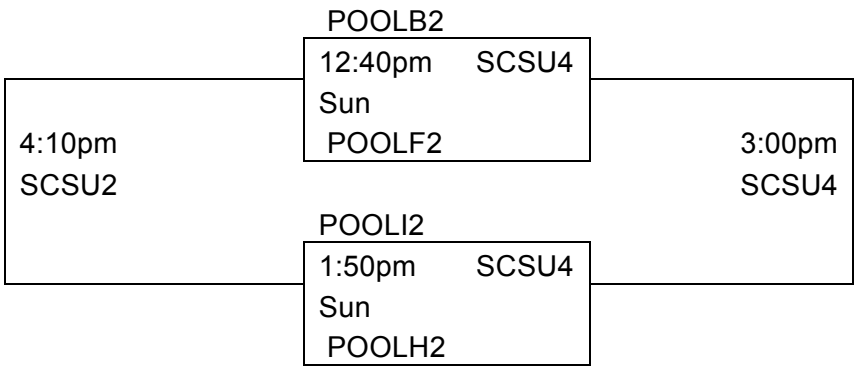 POOLB2
12:40pm SCSU4
Sun
POOLF2
4:10pm
SCSU2
3:00pm
SCSU4
POOLI2
1:50pm SCSU4
Sun
POOLH2